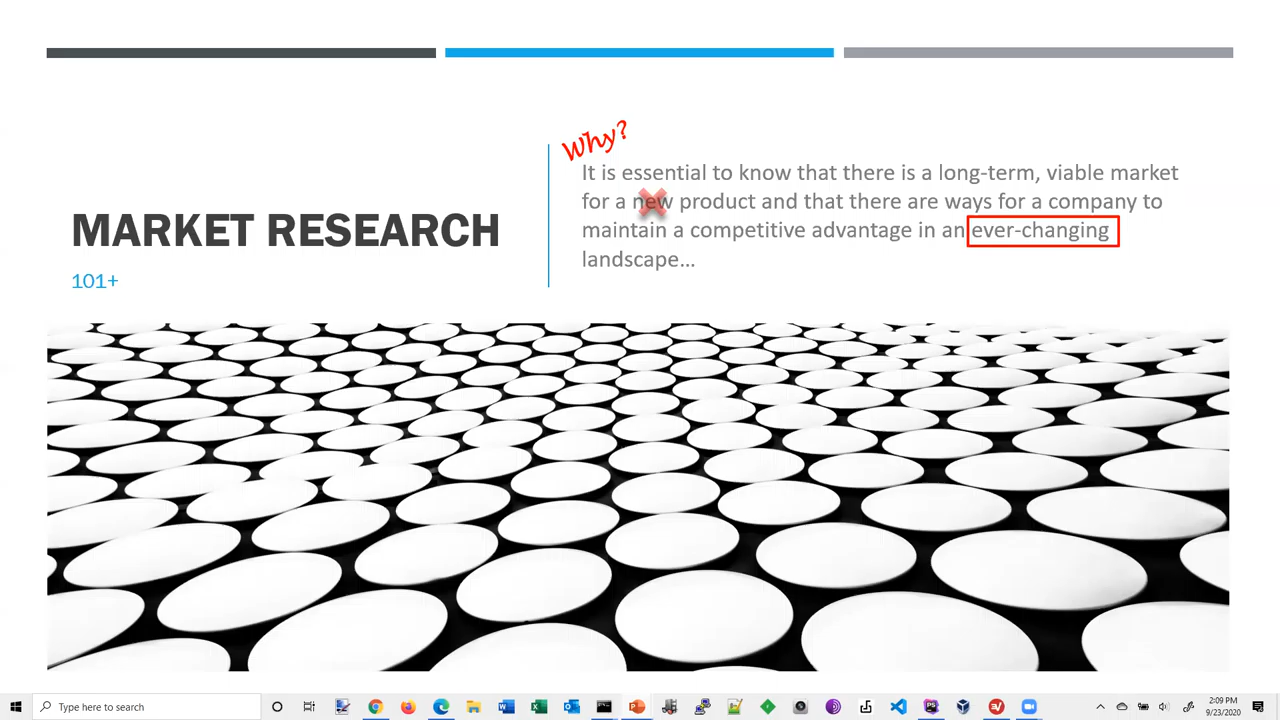 Why?
It is essential to know that there is a long-term, viable market
for a new product and that there are ways for a company to
maintain a competitive advantage in an ever-changing
landscape…
MARKET RESEARCH
101+
Type here to search
2:09 PM
9/23/2020